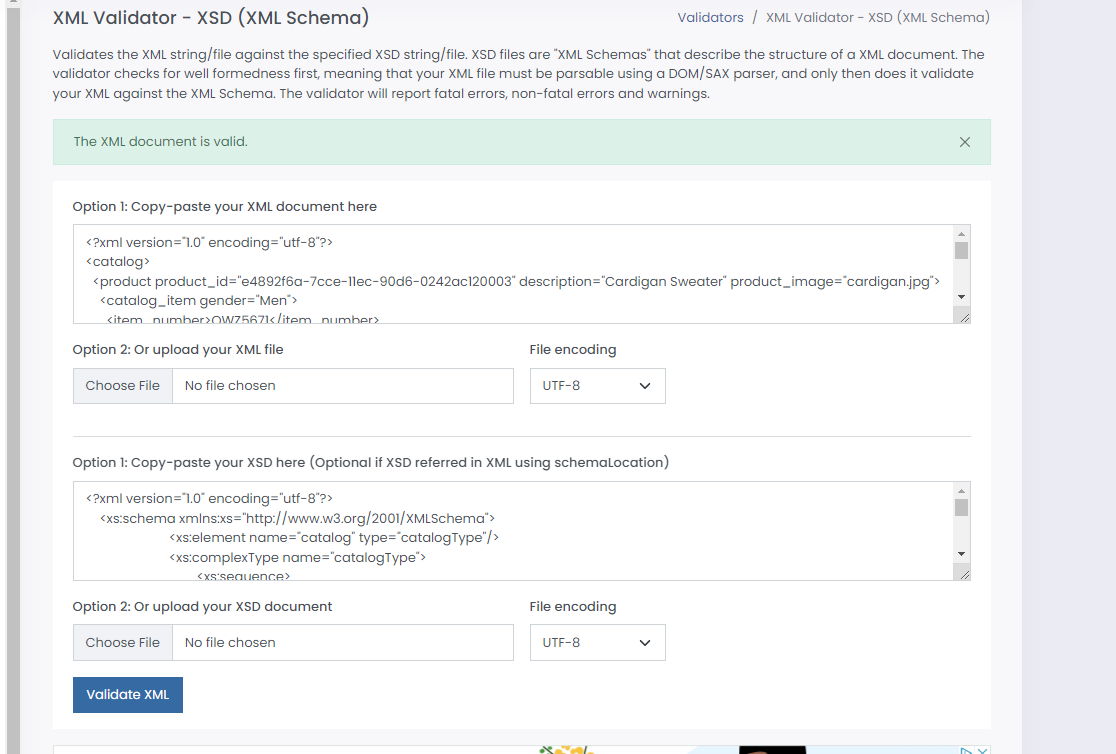 XML Validator - XSD (XML Schema)
Validators / XML Validator - XSD (XML Schema)
Validates the XML string/file against the specified XSD string/file. XSD files are "XML Schemas" that describe the structure of a XML document. The
validator checks for well formedness first, meaning that your XML file must be parsable using a DOM/SAX parser, and only then does it validate
your XML against the XML Schema. The validator will report fatal errors, non-fatal errors and warnings.
The XML document is valid.
Option 1: Copy-paste your XML document here
<?xml version="1.0" encoding="utf-8"?>
<catalog>
<product product_id="e4892f6a-7cce-11ec-90d6-0242ac120003" description="Cardigan Sweater" product_image="cardigan.jpg">
<catalog_item gender="Men">
<item_number>QWZ5671</item_number>
Option 2: Or upload your XML file
File encoding
Choose File No file chosen
UTF-8
Option 1: Copy-paste your XSD here (Optional if XSD referred in XML using schemaLocation)
<?xml version="1.0" encoding="utf-8"?>
<xs:schema xmlns:xs="http://www.w3.org/2001/XMLSchema">
<xs:element name="catalog" type="catalogType"/>
<xs:complexType name="catalogType">
<xs:sequence>
Option 2: Or upload your XSD document
File encoding
Choose File No file chosen
UTF-8
Validate XML